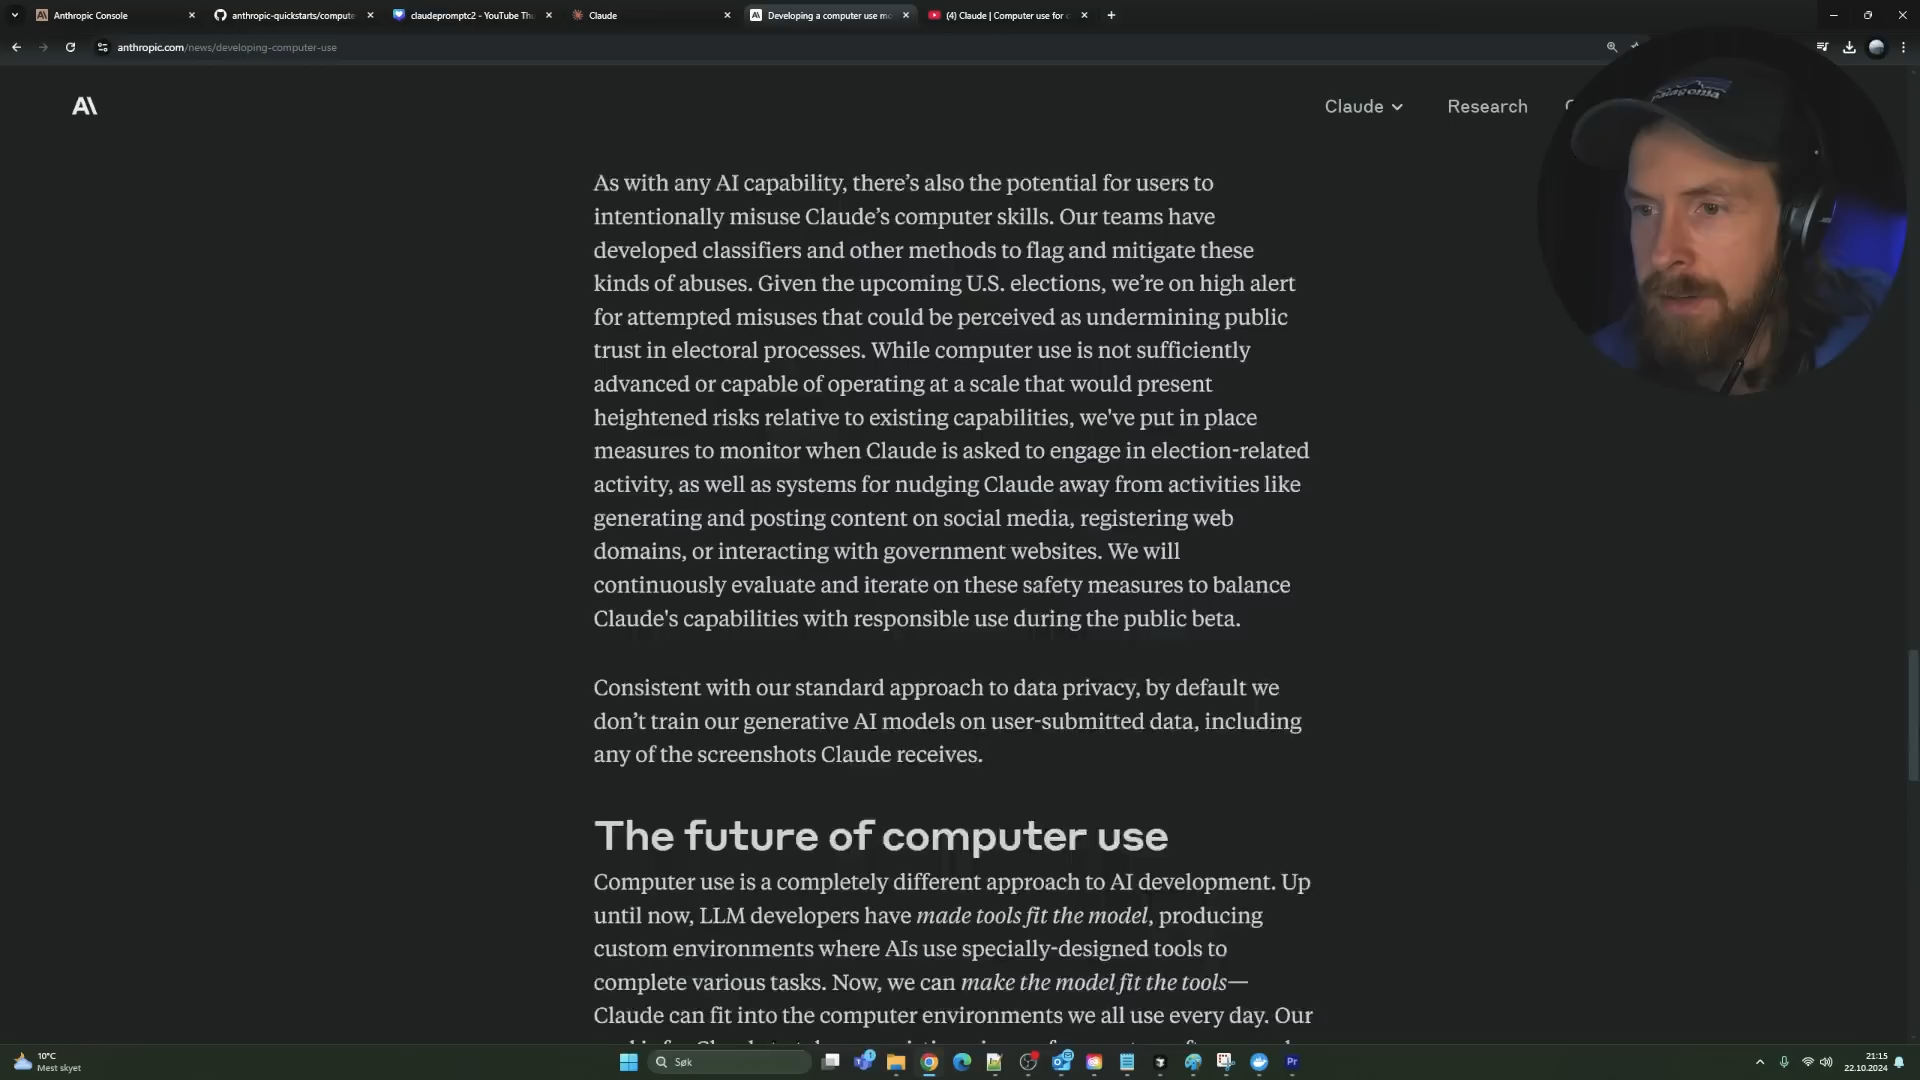 Anthropic Console
anthropic-quickstarts/compute
claudepromptc2 - YouTube Thu
Claude
Developing a computer use mo
(4) Claude | Computer use for c
anthropic.com/news/developing-computer-use
A\
Claude
Research
patagonia
As with any AI capability, there’s also the potential for users to
intentionally misuse Claude’s computer skills. Our teams have
developed classifiers and other methods to flag and mitigate these
kinds of abuses. Given the upcoming U.S. elections, we’re on high alert
for attempted misuses that could be perceived as undermining public
trust in electoral processes. While computer use is not sufficiently
advanced or capable of operating at a scale that would present
heightened risks relative to existing capabilities, we've put in place
measures to monitor when Claude is asked to engage in election-related
activity, as well as systems for nudging Claude away from activities like
generating and posting content on social media, registering web
domains, or interacting with government websites. We will
continuously evaluate and iterate on these safety measures to balance
Claude's capabilities with responsible use during the public beta.
Consistent with our standard approach to data privacy, by default we
don’t train our generative AI models on user-submitted data, including
any of the screenshots Claude receives.
The future of computer use
Computer use is a completely different approach to AI development. Up
until now, LLM developers have made tools fit the model, producing
custom environments where AIs use specially-designed tools to
complete various tasks. Now, we can make the model fit the tools—
Claude can fit into the computer environments we all use every day. Our
10°C
Mest skyet
Søk
Pr
21:15
22.10.2024